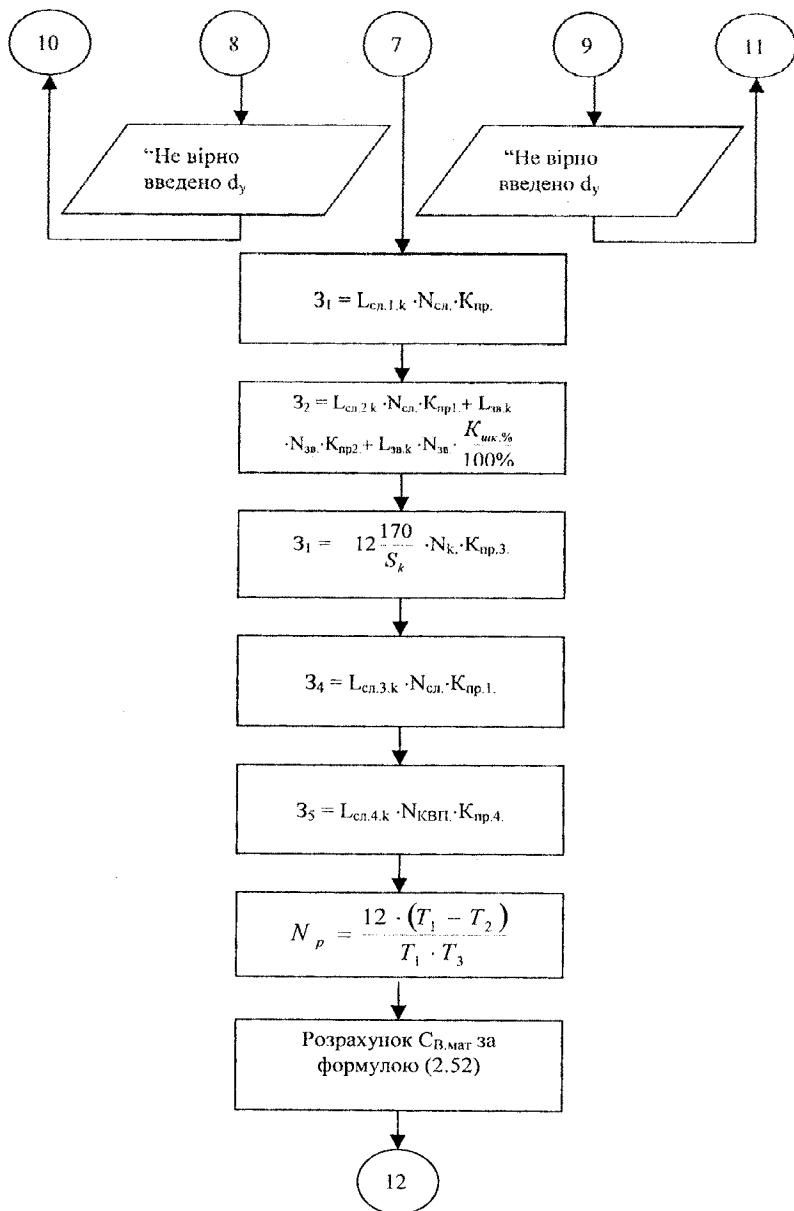 10 8 7 9 11
“Не вірно
введено dу
“Не вірно
введено dу
З₁ = Lсл.1.k ·Nсл.·Kпр.
З₂ = Lсл.2.k ·Nсл.·Kпр1.+ Lзв.k
·Nзв.·Kпр2.+ Lзв.k ·Nзв.· Kшк.%/100%
З₁ = 12 170/Sk ·Nk.·Kпр.3.
З₄ = Lсл.3.k ·Nсл.·Kпр.1.
З₅ = Lсл.4.k ·NКВП.·Kпр.4.
N p = 12 · (T₁ − T₂) / T₁ · T₃
Розрахунок CВ.мат за
формулою (2.52)
12